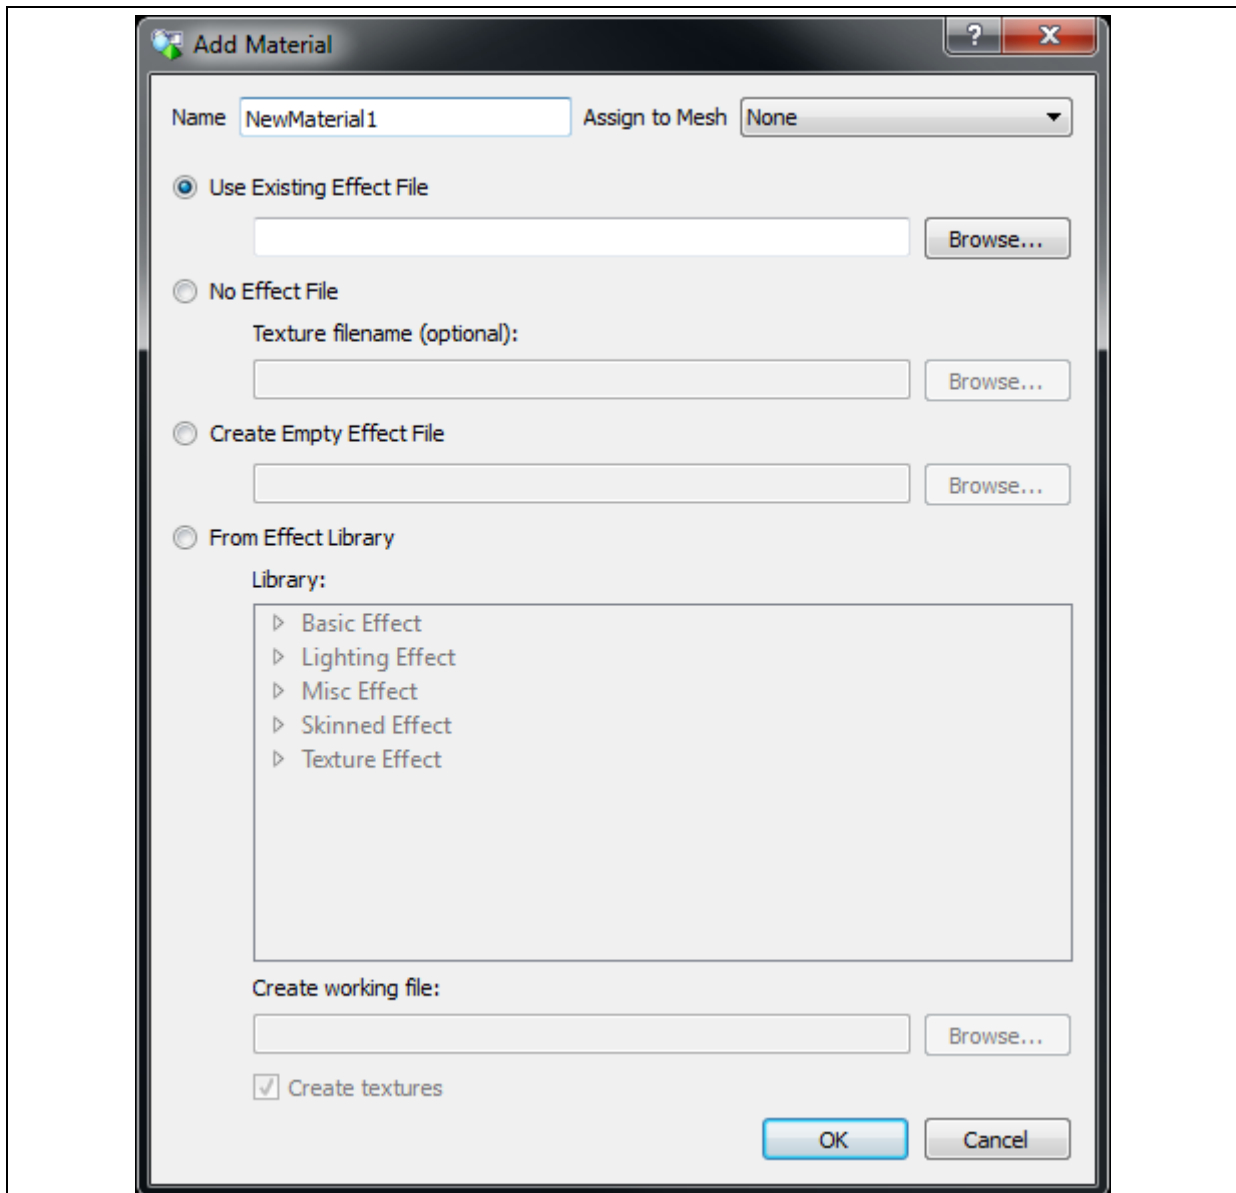 Add Material
?
Name NewMaterial1 Assign to Mesh None
Use Existing Effect File
Browse...
No Effect File
Texture filename (optional):
Browse...
Create Empty Effect File
Browse...
From Effect Library
Library:
Basic Effect
Lighting Effect
Misc Effect
Skinned Effect
Texture Effect
Create working file:
Browse...
Create textures
OK Cancel